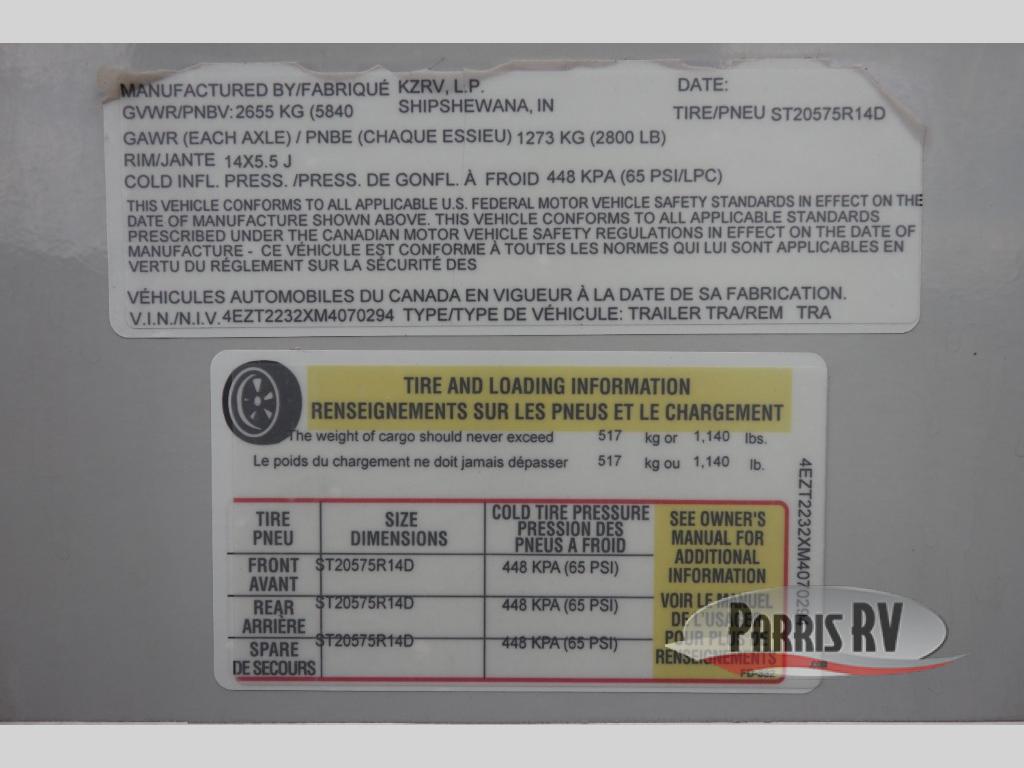 MANUFACTURED BY/FABRIQUÉ KZRV, L.P. DATE:
GVWR/PNBV: 2655 KG (5840 SHIPSHEWANA, IN TIRE/PNEU ST20575R14D
GAWR (EACH AXLE) / PNBE (CHAQUE ESSIEU) 1273 KG (2800 LB)
RIM/JANTE 14X5.5 J
COLD INFL. PRESS. /PRESS. DE GONFL. À FROID 448 KPA (65 PSI/LPC)
THIS VEHICLE CONFORMS TO ALL APPLICABLE U.S. FEDERAL MOTOR VEHICLE SAFETY STANDARDS IN EFFECT ON THE
DATE OF MANUFACTURE SHOWN ABOVE. THIS VEHICLE CONFORMS TO ALL APPLICABLE STANDARDS
PRESCRIBED UNDER THE CANADIAN MOTOR VEHICLE SAFETY REGULATIONS IN EFFECT ON THE DATE OF
MANUFACTURE - CE VÉHICULE EST CONFORME À TOUTES LES NORMES QUI LUI SONT APPLICABLES EN
VERTU DU RÉGLEMENT SUR LA SÉCURITÉ DES
VÉHICULES AUTOMOBILES DU CANADA EN VIGUEUR À LA DATE DE SA FABRICATION.
V.I.N./N.I.V. 4EZT2232XM4070294 TYPE/TYPE DE VÉHICULE: TRAILER TRA/REM TRA
TIRE AND LOADING INFORMATION
RENSEIGNEMENTS SUR LES PNEUS ET LE CHARGEMENT
The weight of cargo should never exceed 517 kg or 1,140 lbs.
Le poids du chargement ne doit jamais dépasser 517 kg ou 1,140 lb.
TIRE
PNEU
SIZE
DIMENSIONS
COLD TIRE PRESSURE
PRESSION DES
PNEUS A FROID
FRONT
AVANT
ST20575R14D
448 KPA (65 PSI)
REAR
ARRIÈRE
ST20575R14D
448 KPA (65 PSI)
SPARE
DE SECOURS
ST20575R14D
448 KPA (65 PSI)
SEE OWNER'S
MANUAL FOR
ADDITIONAL
INFORMATION
VOIR LE MANUEL
DE L'USAGER
POUR PLUS DE
RENSEIGNEMENTS
FD-332
4EZT2232XM4070294
PARRIS RV
.com